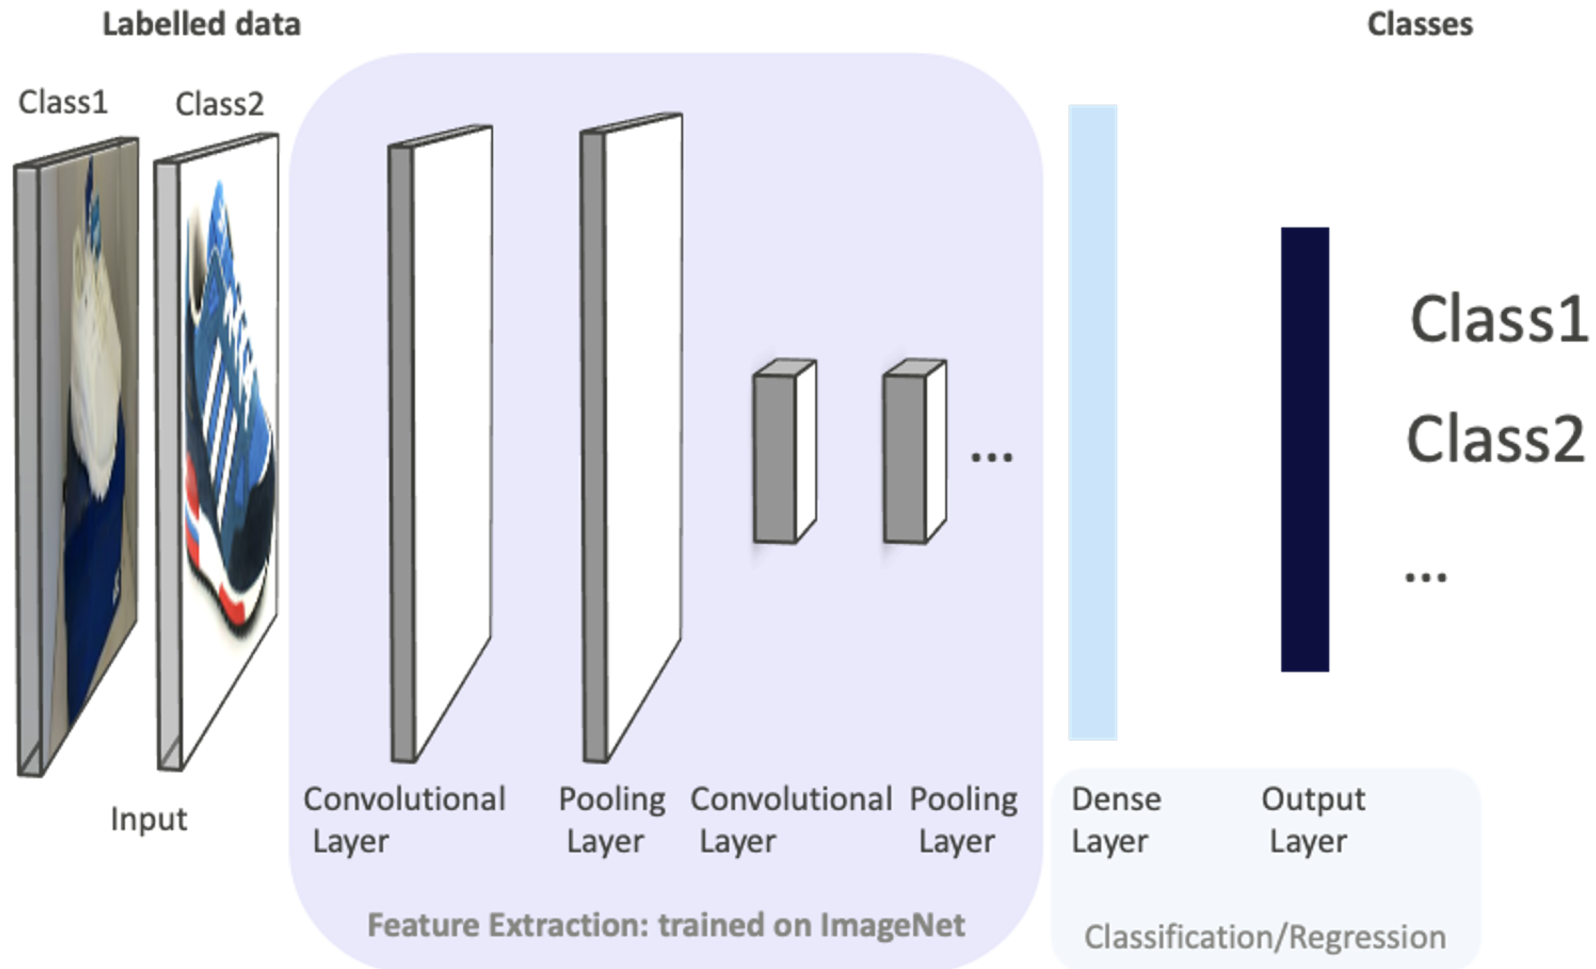 Labelled data
Classes
Class1
Class2
Class1
Class2
...
...
Input
Convolutional
Layer
Pooling
Layer
Convolutional
Layer
Pooling
Layer
Dense
Layer
Output
Layer
Feature Extraction: trained on ImageNet
Classification/Regression